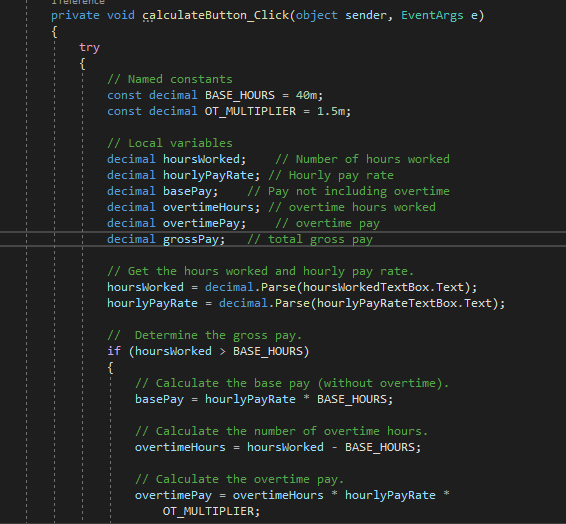 1 reference
private void calculateButton_Click(object sender, EventArgs e)
{
try
{
// Named constants
const decimal BASE_HOURS = 40m;
const decimal OT_MULTIPLIER = 1.5m;
// Local variables
decimal hoursWorked;    // Number of hours worked
decimal hourlyPayRate; // Hourly pay rate
decimal basePay;    // Pay not including overtime
decimal overtimeHours; // overtime hours worked
decimal overtimePay;    // overtime pay
decimal grossPay;   // total gross pay
// Get the hours worked and hourly pay rate.
hoursWorked = decimal.Parse(hoursWorkedTextBox.Text);
hourlyPayRate = decimal.Parse(hourlyPayRateTextBox.Text);
//  Determine the gross pay.
if (hoursWorked > BASE_HOURS)
{
// Calculate the base pay (without overtime).
basePay = hourlyPayRate * BASE_HOURS;
// Calculate the number of overtime hours.
overtimeHours = hoursWorked - BASE_HOURS;
// Calculate the overtime pay.
overtimePay = overtimeHours * hourlyPayRate *
OT_MULTIPLIER;